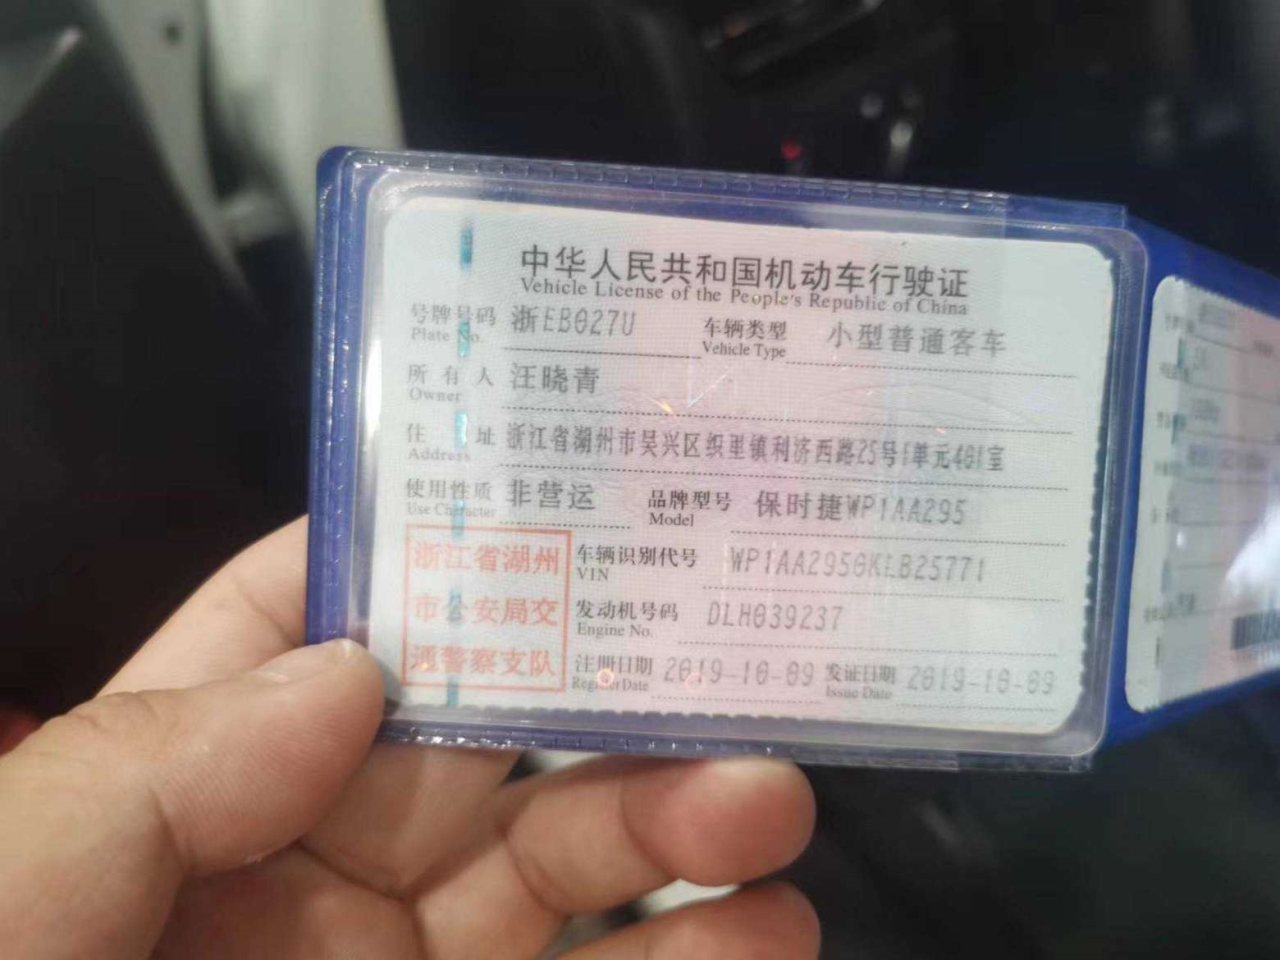 中华人民共和国机动车行驶证
Vehicle License of the People's Republic of China
号牌号码 浙EB027U 车辆类型 小型普通客车
Plate No. Vehicle Type
所有人 汪晓青
Owner
住址 浙江省湖州市吴兴区织里镇利济西路25号1单元401室
Address
使用性质 非营运 品牌型号 保时捷WP1AA295
Use Character Model
浙江省湖州 车辆识别代号 WP1AA2950KLB25771
VIN
市公安局交 发动机号码 DLH039237
Engine No.
通警察支队 注册日期 2019-10-09 发证日期 2019-10-09
Register Date Issue Date